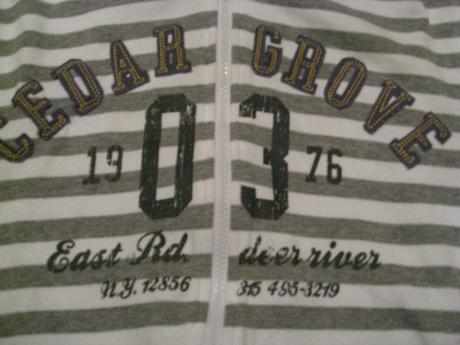 CEDAR GROVE
19 03 76
East Rd. deer river
N.Y. 12856 315 495-3219